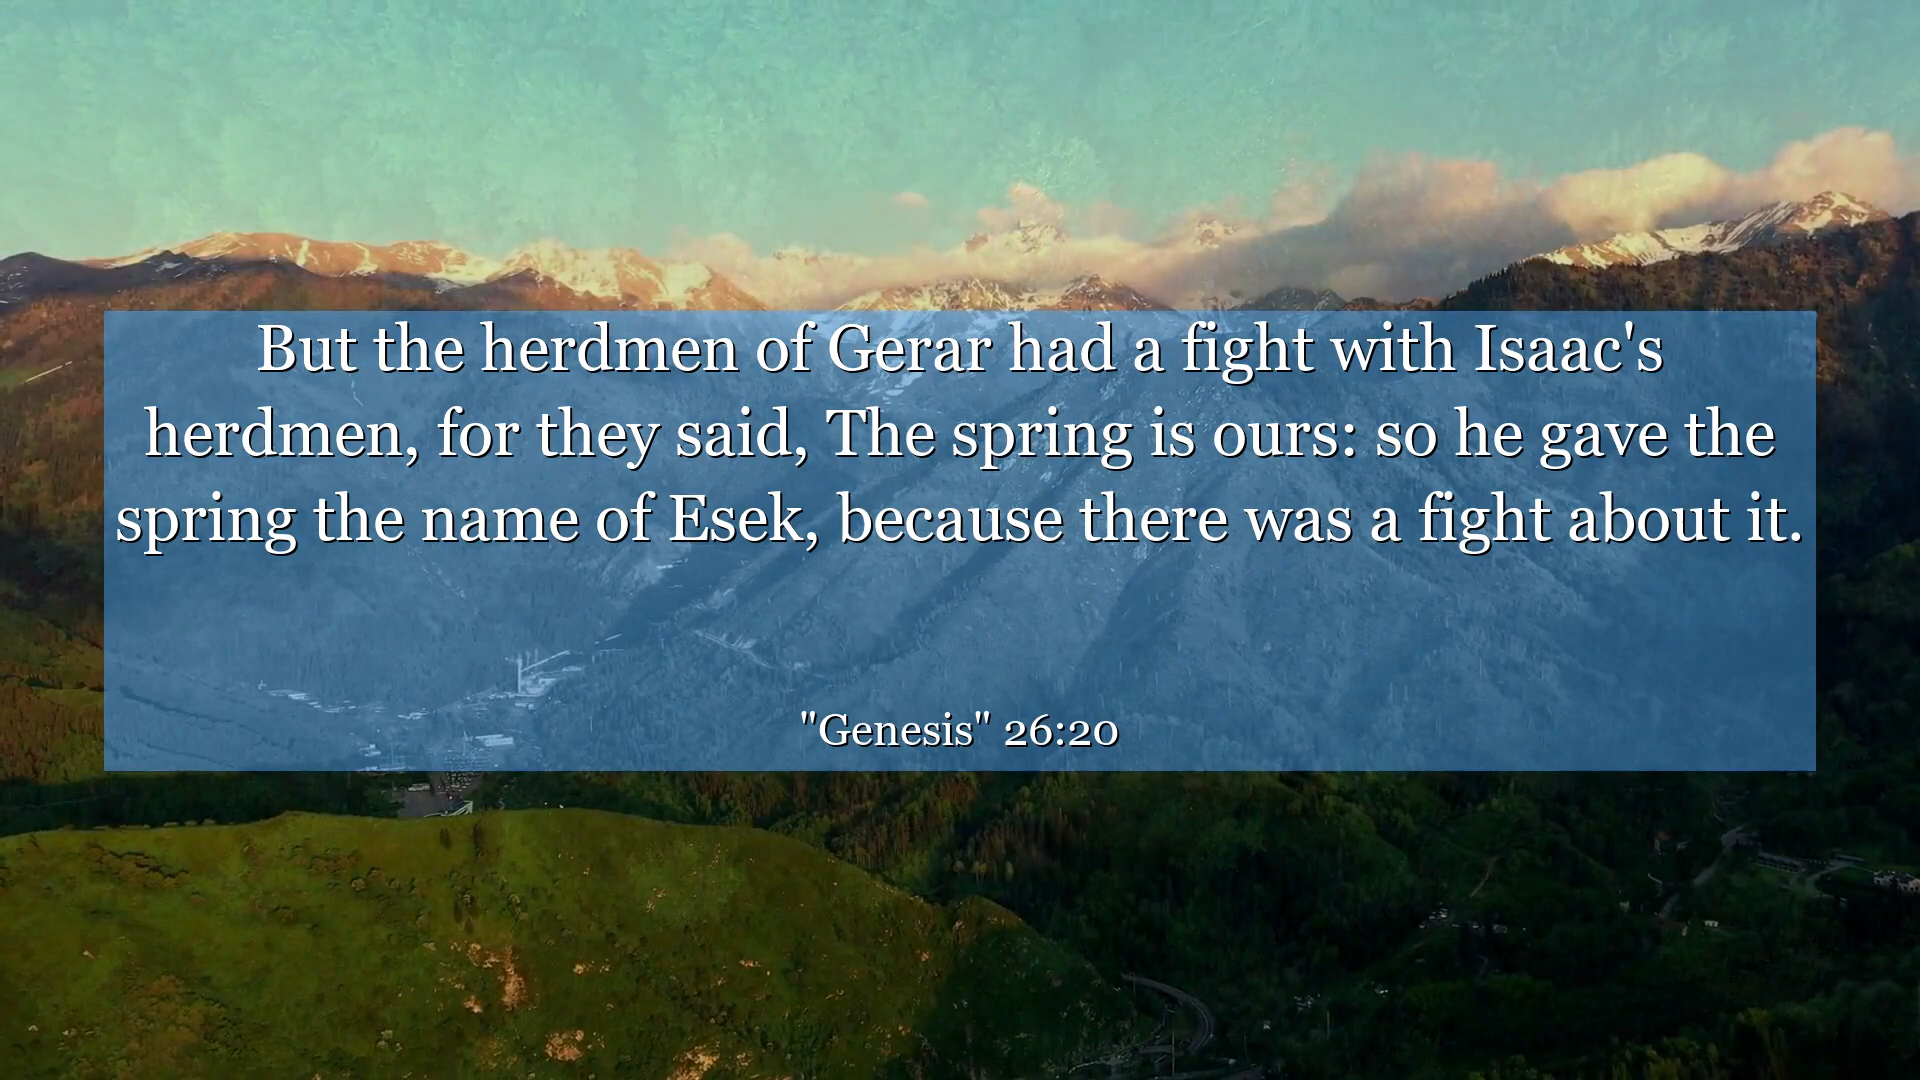 But the herdmen of Gerar had a fight with Isaac's
herdmen, for they said, The spring is ours: so he gave the
spring the name of Esek, because there was a fight about it.
"Genesis" 26:20